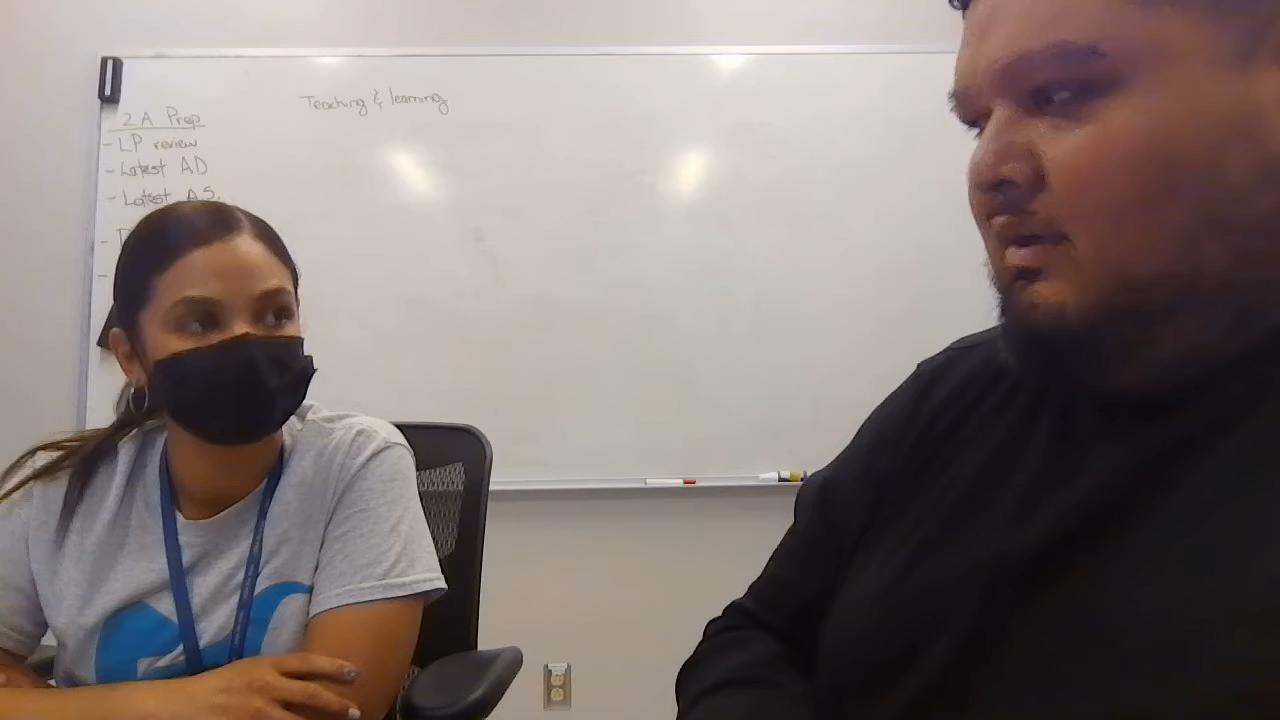 Teaching & learning
2A Prep
- LP review
- Latest AD
- Latest A.S.